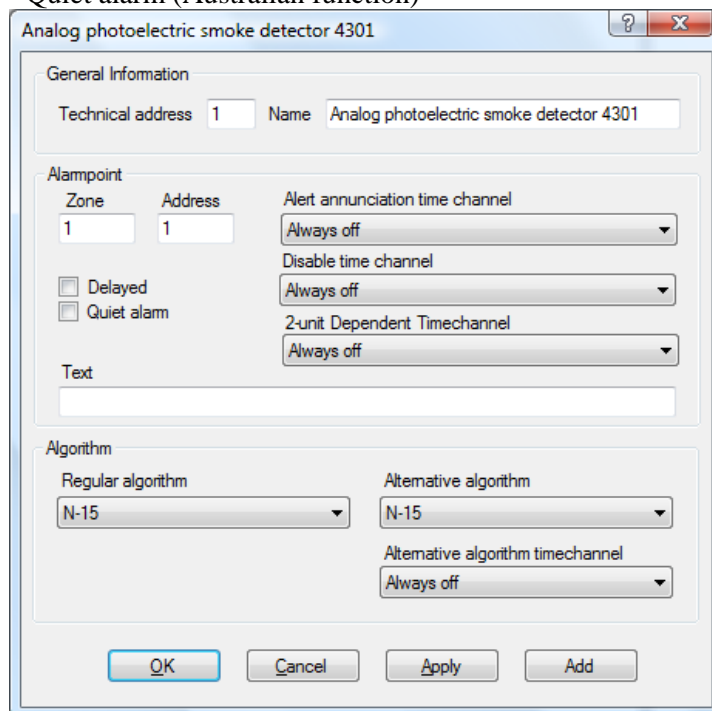 Quiet alarm (Australian function)
Analog photoelectric smoke detector 4301
General Information
Technical address 1 Name Analog photoelectric smoke detector 4301
Alarmpoint
Zone Address Alert annunciation time channel
1 1 Always off
Disable time channel
Delayed Always off
Quiet alarm 2-unit Dependent Timechannel
Always off
Text
Algorithm
Regular algorithm Alternative algorithm
N-15 N-15
Alternative algorithm timechannel
Always off
OK Cancel Apply Add